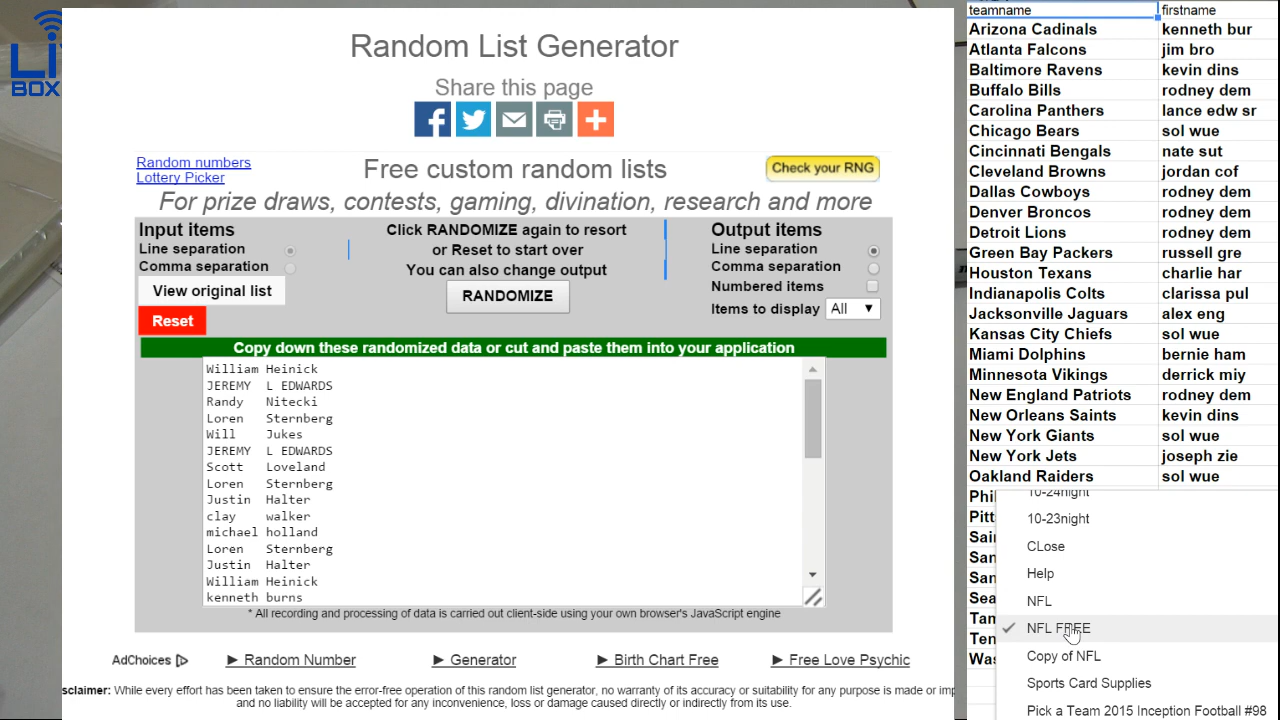 Li
BOX
Random List Generator
Share this page
Random numbers
Lottery Picker
Free custom random lists
Check your RNG
For prize draws, contests, gaming, divination, research and more
Input items
Line separation
Comma separation
View original list
Reset
Click RANDOMIZE again to resort
or Reset to start over
You can also change output
RANDOMIZE
Output items
Line separation
Comma separation
Numbered items
Items to display All
Copy down these randomized data or cut and paste them into your application
William Heinick
JEREMY L EDWARDS
Randy Nitecki
Loren Sternberg
Will Jukes
JEREMY L EDWARDS
Scott Loveland
Loren Sternberg
Justin Halter
clay walker
michael holland
Loren Sternberg
Justin Halter
William Heinick
kenneth burns
* All recording and processing of data is carried out client-side using your own browser's JavaScript engine
AdChoices
► Random Number
► Generator
► Birth Chart Free
► Free Love Psychic
sclaimer: While every effort has been taken to ensure the error-free operation of this random list generator, no warranty of its accuracy or suitability for any purpose is made or imp
and no liability will be accepted for any inconvenience, loss or damage caused directly or indirectly from its use.
teamname firstname
Arizona Cadinals kenneth bur
Atlanta Falcons jim bro
Baltimore Ravens kevin dins
Buffalo Bills rodney dem
Carolina Panthers lance edw sr
Chicago Bears sol wue
Cincinnati Bengals nate sut
Cleveland Browns jordan cof
Dallas Cowboys rodney dem
Denver Broncos rodney dem
Detroit Lions rodney dem
Green Bay Packers russell gre
Houston Texans charlie har
Indianapolis Colts clarissa pul
Jacksonville Jaguars alex eng
Kansas City Chiefs sol wue
Miami Dolphins bernie ham
Minnesota Vikings derrick miy
New England Patriots rodney dem
New Orleans Saints kevin dins
New York Giants sol wue
New York Jets joseph zie
Oakland Raiders sol wue
Phil
Pitts
Sain
San
San
Sea
Tam
Ten
Was
10-24night
10-23night
CLose
Help
NFL
NFL FREE
Copy of NFL
Sports Card Supplies
Pick a Team 2015 Inception Football #98